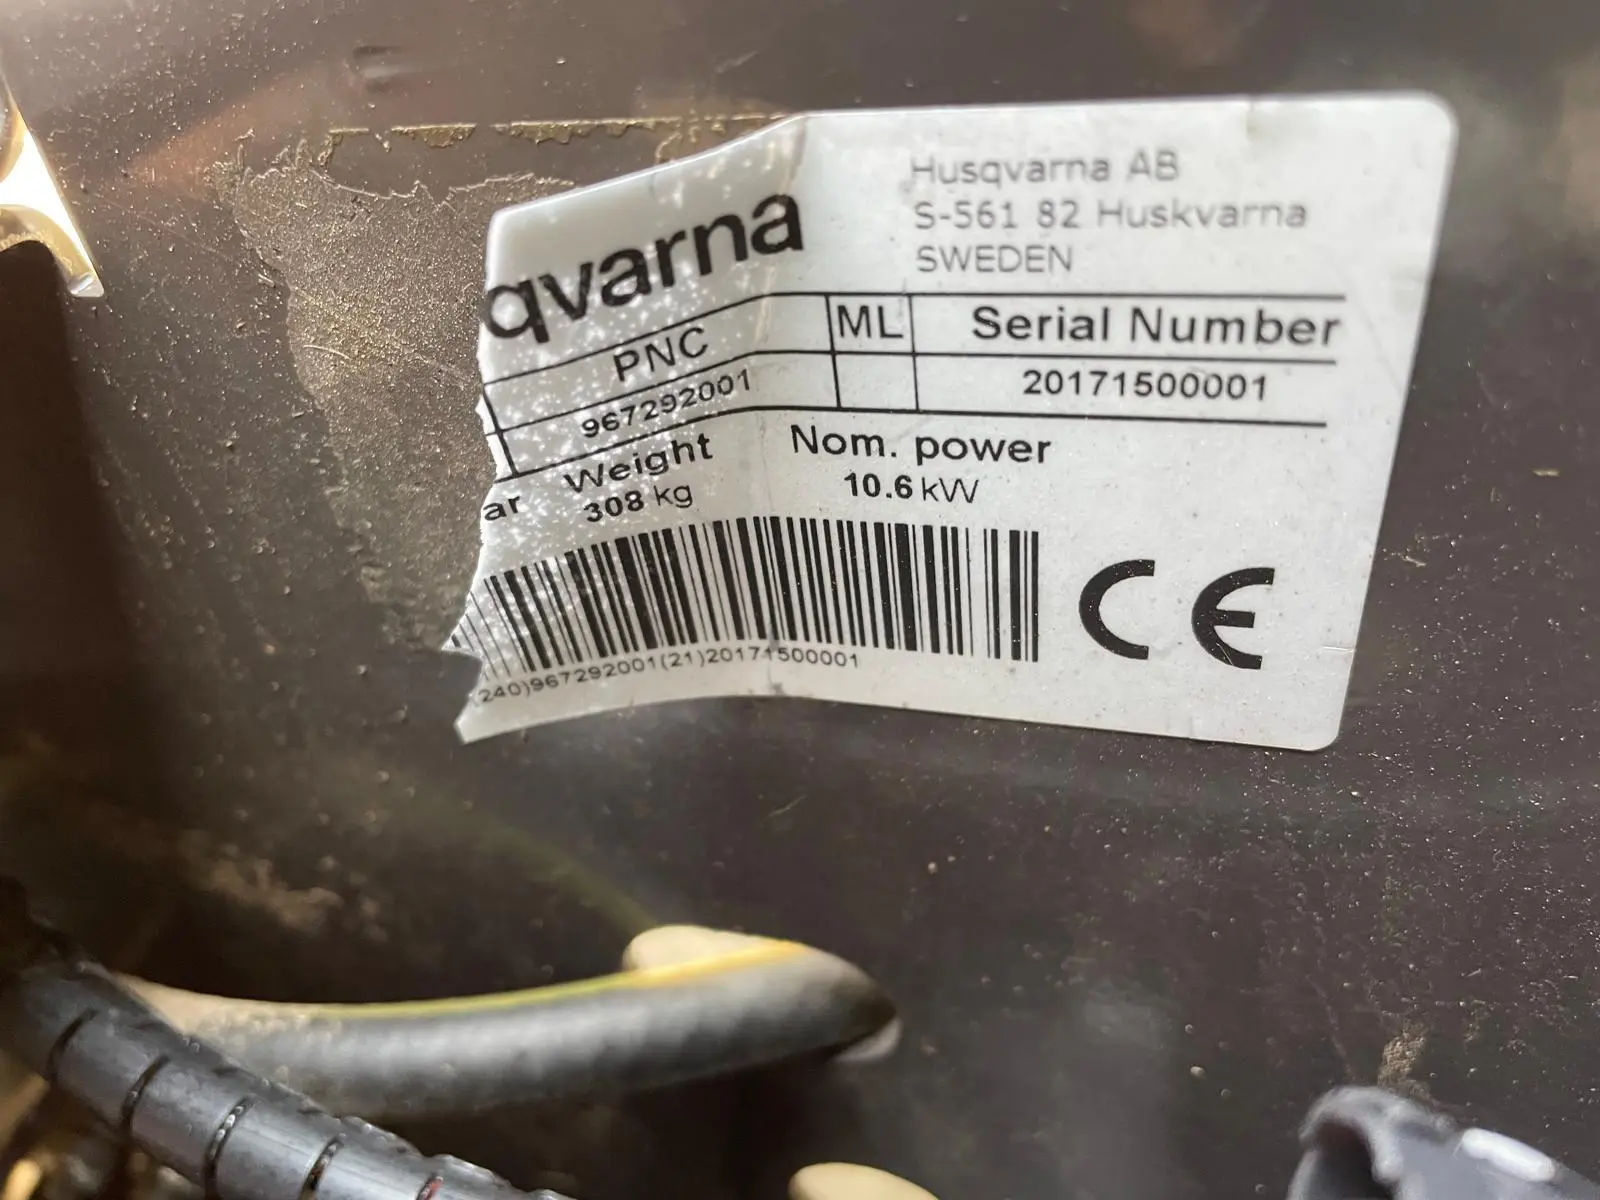 qvarna
Husqvarna AB
S-561 82 Huskvarna
SWEDEN
PNC ML Serial Number
967292001 20171500001
ar Weight Nom. power
308 kg 10.6 kW
240)967292001(21)20171500001
CE